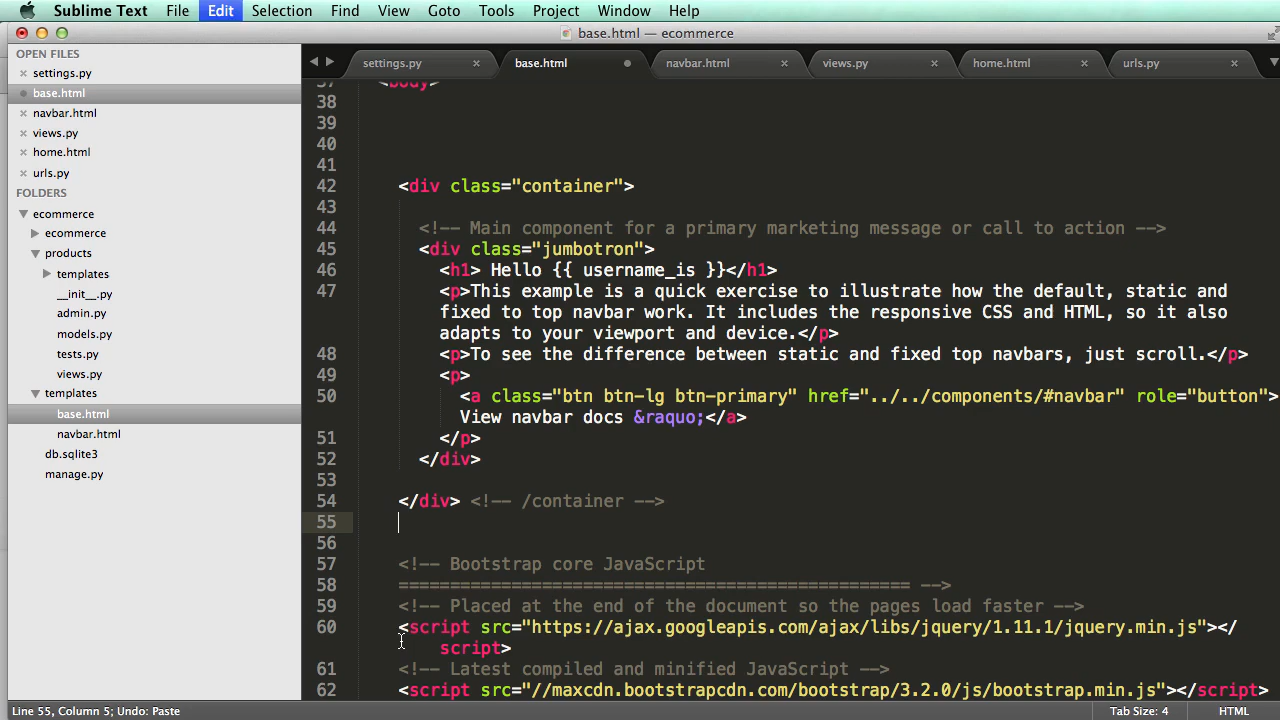 Sublime Text File Edit Selection Find View Goto Tools Project Window Help
base.html — ecommerce
OPEN FILES
settings.py
base.html
navbar.html
views.py
home.html
urls.py
FOLDERS
ecommerce
ecommerce
products
templates
__init__.py
admin.py
models.py
tests.py
views.py
templates
base.html
navbar.html
db.sqlite3
manage.py
settings.py base.html navbar.html views.py home.html urls.py
37 <body>
38
39
40
41
42 <div class="container">
43
44 <!-- Main component for a primary marketing message or call to action -->
45 <div class="jumbotron">
46 <h1> Hello {{ username_is }}</h1>
47 <p>This example is a quick exercise to illustrate how the default, static and
fixed to top navbar work. It includes the responsive CSS and HTML, so it also
adapts to your viewport and device.</p>
48 <p>To see the difference between static and fixed top navbars, just scroll.</p>
49 <p>
50 <a class="btn btn-lg btn-primary" href="../../components/#navbar" role="button">
View navbar docs &raquo;</a>
51 </p>
52 </div>
53
54 </div> <!-- /container -->
55
56
57 <!-- Bootstrap core JavaScript
58 ================================================== -->
59 <!-- Placed at the end of the document so the pages load faster -->
60 <script src="https://ajax.googleapis.com/ajax/libs/jquery/1.11.1/jquery.min.js"></
script>
61 <!-- Latest compiled and minified JavaScript -->
62 <script src="//maxcdn.bootstrapcdn.com/bootstrap/3.2.0/js/bootstrap.min.js"></script>
Line 55, Column 5; Undo: Paste Tab Size: 4 HTML